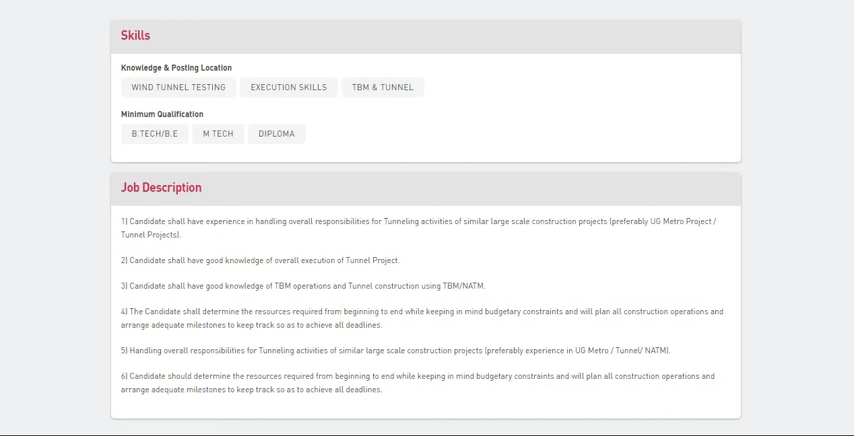 Skills
Knowledge & Posting Location
WIND TUNNEL TESTING EXECUTION SKILLS TBM & TUNNEL
Minimum Qualification
B.TECH/B.E M TECH DIPLOMA
Job Description
1) Candidate shall have experience in handling overall responsibilities for Tunneling activities of similar large scale construction projects (preferably UG Metro Project /
Tunnel Projects).
2) Candidate shall have good knowledge of overall execution of Tunnel Project.
3) Candidate shall have good knowledge of TBM operations and Tunnel construction using TBM/NATM.
4) The Candidate shall determine the resources required from beginning to end while keeping in mind budgetary constraints and will plan all construction operations and
arrange adequate milestones to keep track so as to achieve all deadlines.
5) Handling overall responsibilities for Tunneling activities of similar large scale construction projects (preferably experience in UG Metro / Tunnel/ NATM).
6) Candidate should determine the resources required from beginning to end while keeping in mind budgetary constraints and will plan all construction operations and
arrange adequate milestones to keep track so as to achieve all deadlines.